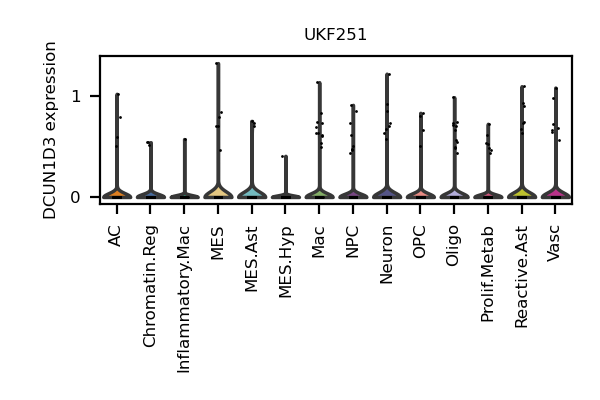 UKF251
DCUN1D3 expression
1
0
AC
Chromatin.Reg
Inflammatory.Mac
MES
MES.Ast
MES.Hyp
Mac
NPC
Neuron
OPC
Oligo
Prolif.Metab
Reactive.Ast
Vasc